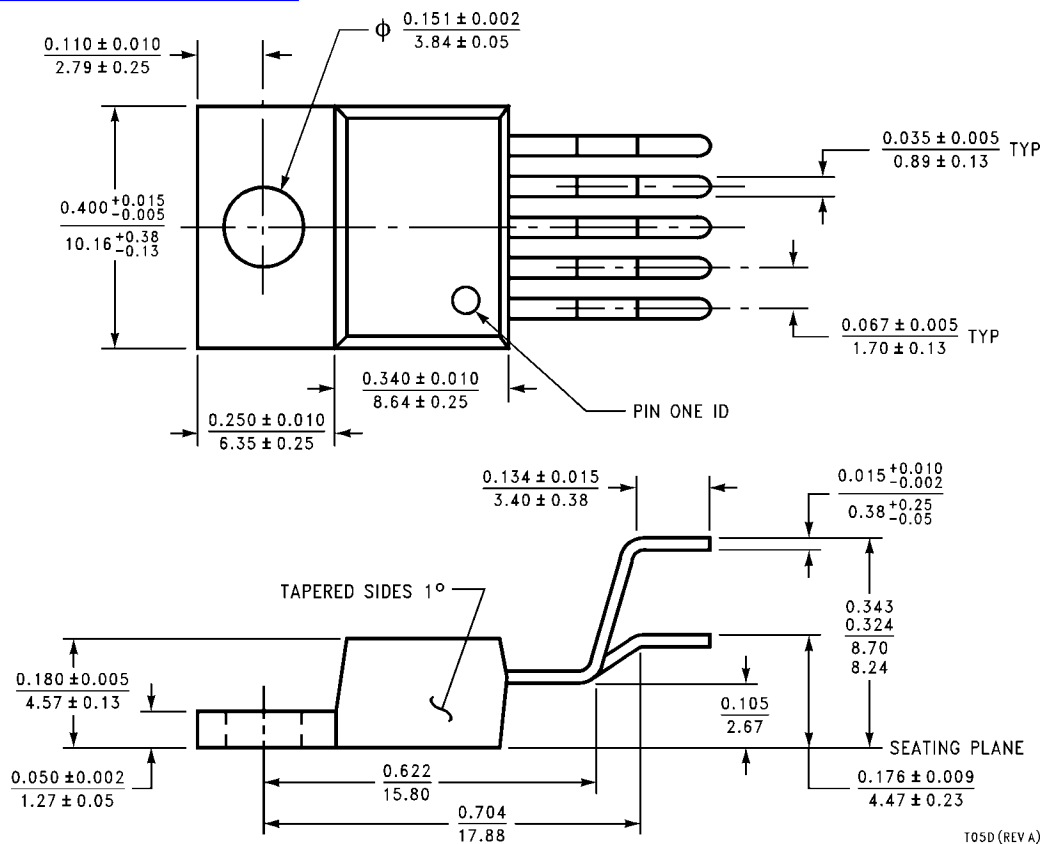 ϕ 0.151 ± 0.002
3.84 ± 0.05
0.110 ± 0.010
2.79 ± 0.25
0.035 ± 0.005 TYP
0.89 ± 0.13
0.400 +0.015 -0.005
10.16 +0.38 -0.13
0.067 ± 0.005 TYP
1.70 ± 0.13
0.340 ± 0.010
8.64 ± 0.25
PIN ONE ID
0.250 ± 0.010
6.35 ± 0.25
0.134 ± 0.015
3.40 ± 0.38
0.015 +0.010 -0.002
0.38 +0.25 -0.05
TAPERED SIDES 1°
0.343
0.324
8.70
8.24
0.180 ± 0.005
4.57 ± 0.13
0.105
2.67
SEATING PLANE
0.050 ± 0.002
1.27 ± 0.05
0.622
15.80
0.176 ± 0.009
4.47 ± 0.23
0.704
17.88
T05D (REV A)